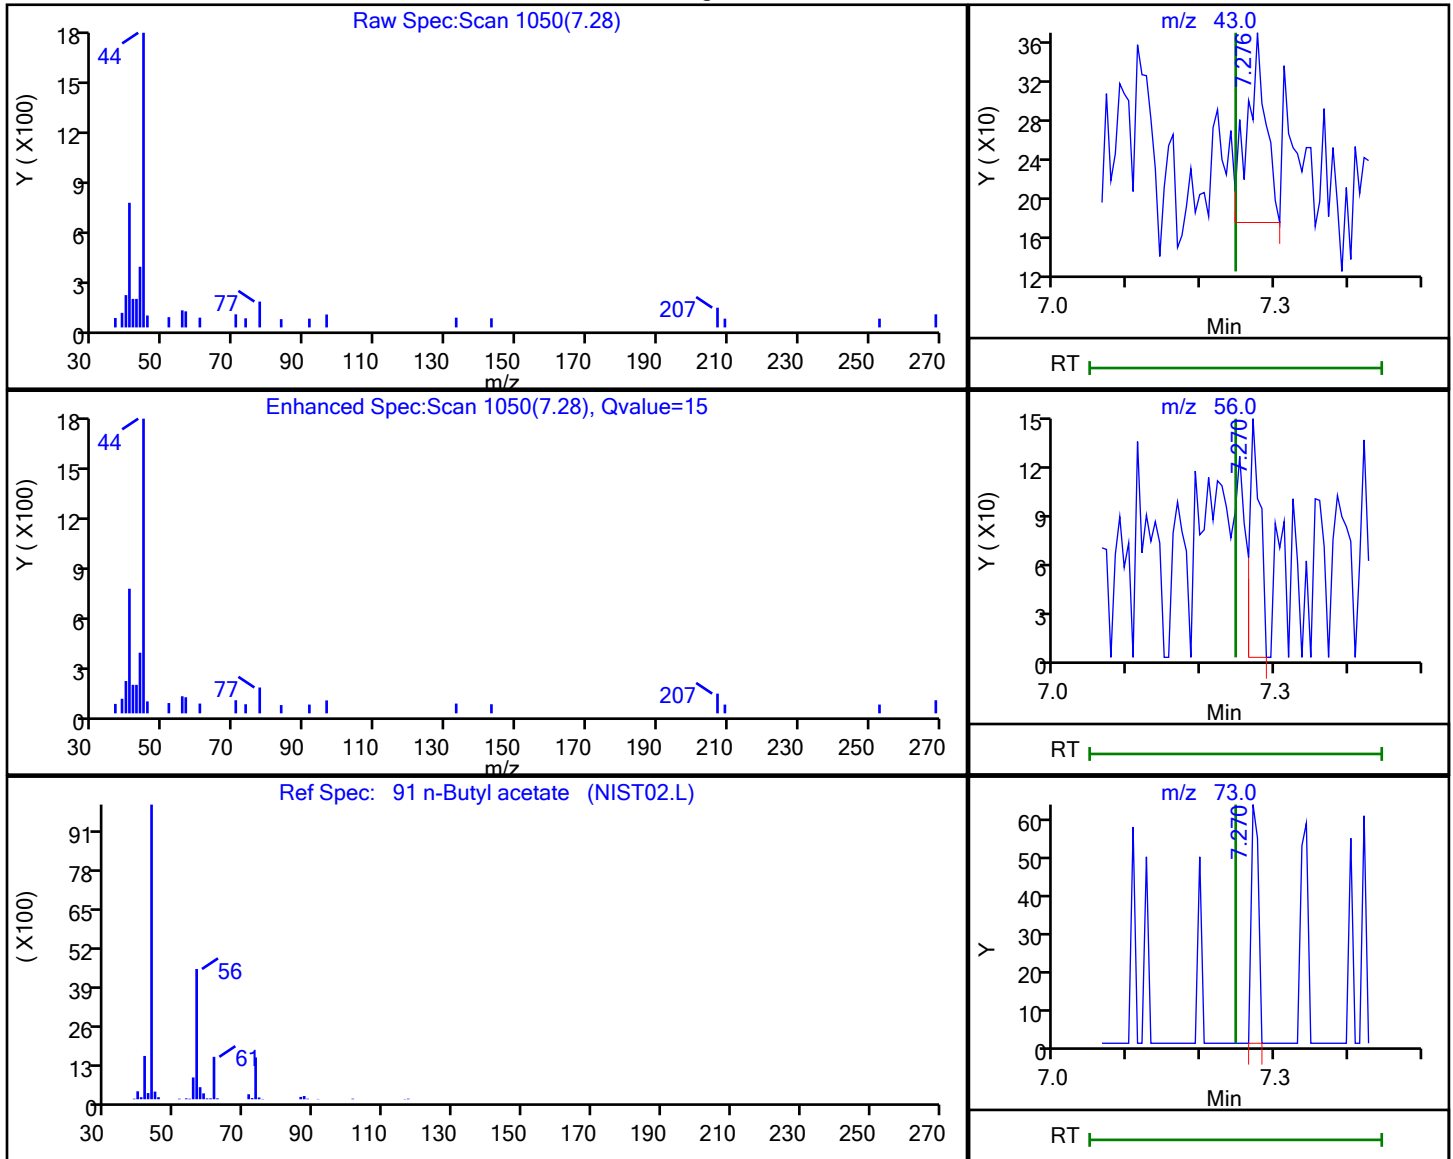 Raw Spec:Scan 1050(7.28)
Y ( X100)
18
15
12
9
6
3
0
44
77
207
30 50 70 90 110 130 150 170 190 210 230 250 270
m/z
m/z 43.0
Y ( X10)
36
32
28
24
20
16
12
7.276
7.0 7.3
Min
RT
Enhanced Spec:Scan 1050(7.28), Qvalue=15
Y ( X100)
18
15
12
9
6
3
0
44
77
207
30 50 70 90 110 130 150 170 190 210 230 250 270
m/z
m/z 56.0
Y ( X10)
15
12
9
6
3
0
7.270
7.0 7.3
Min
RT
Ref Spec: 91 n-Butyl acetate (NIST02.L)
( X100)
91
78
65
52
39
26
13
0
56
61
30 50 70 90 110 130 150 170 190 210 230 250 270
m/z 73.0
Y
60
50
40
30
20
10
0
7.270
7.0 7.3
Min
RT